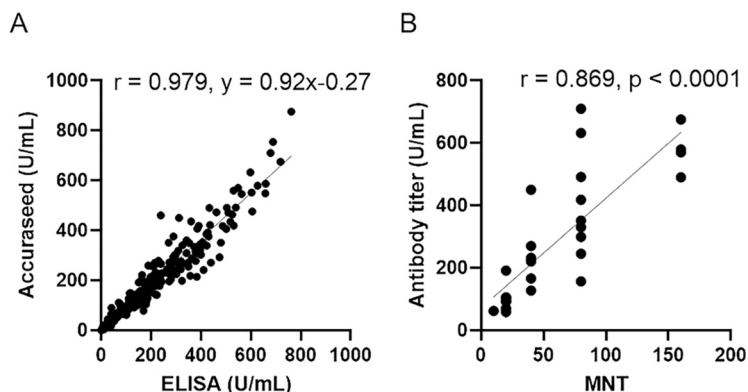 A
r = 0.979, y = 0.92x-0.27
Accuraseed (U/mL)
1000
800
600
400
200
0
0 200 400 600 800 1000
ELISA (U/mL)
B
r = 0.869, p < 0.0001
Antibody titer (U/mL)
800
600
400
200
0
0 50 100 150 200
MNT